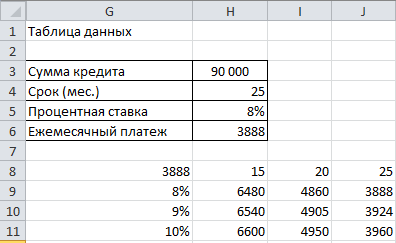 G H I J
1 Таблица данных
2
3 Сумма кредита 90 000
4 Срок (мес.) 25
5 Процентная ставка 8%
6 Ежемесячный платеж 3888
7
8 3888 15 20 25
9 8% 6480 4860 3888
10 9% 6540 4905 3924
11 10% 6600 4950 3960